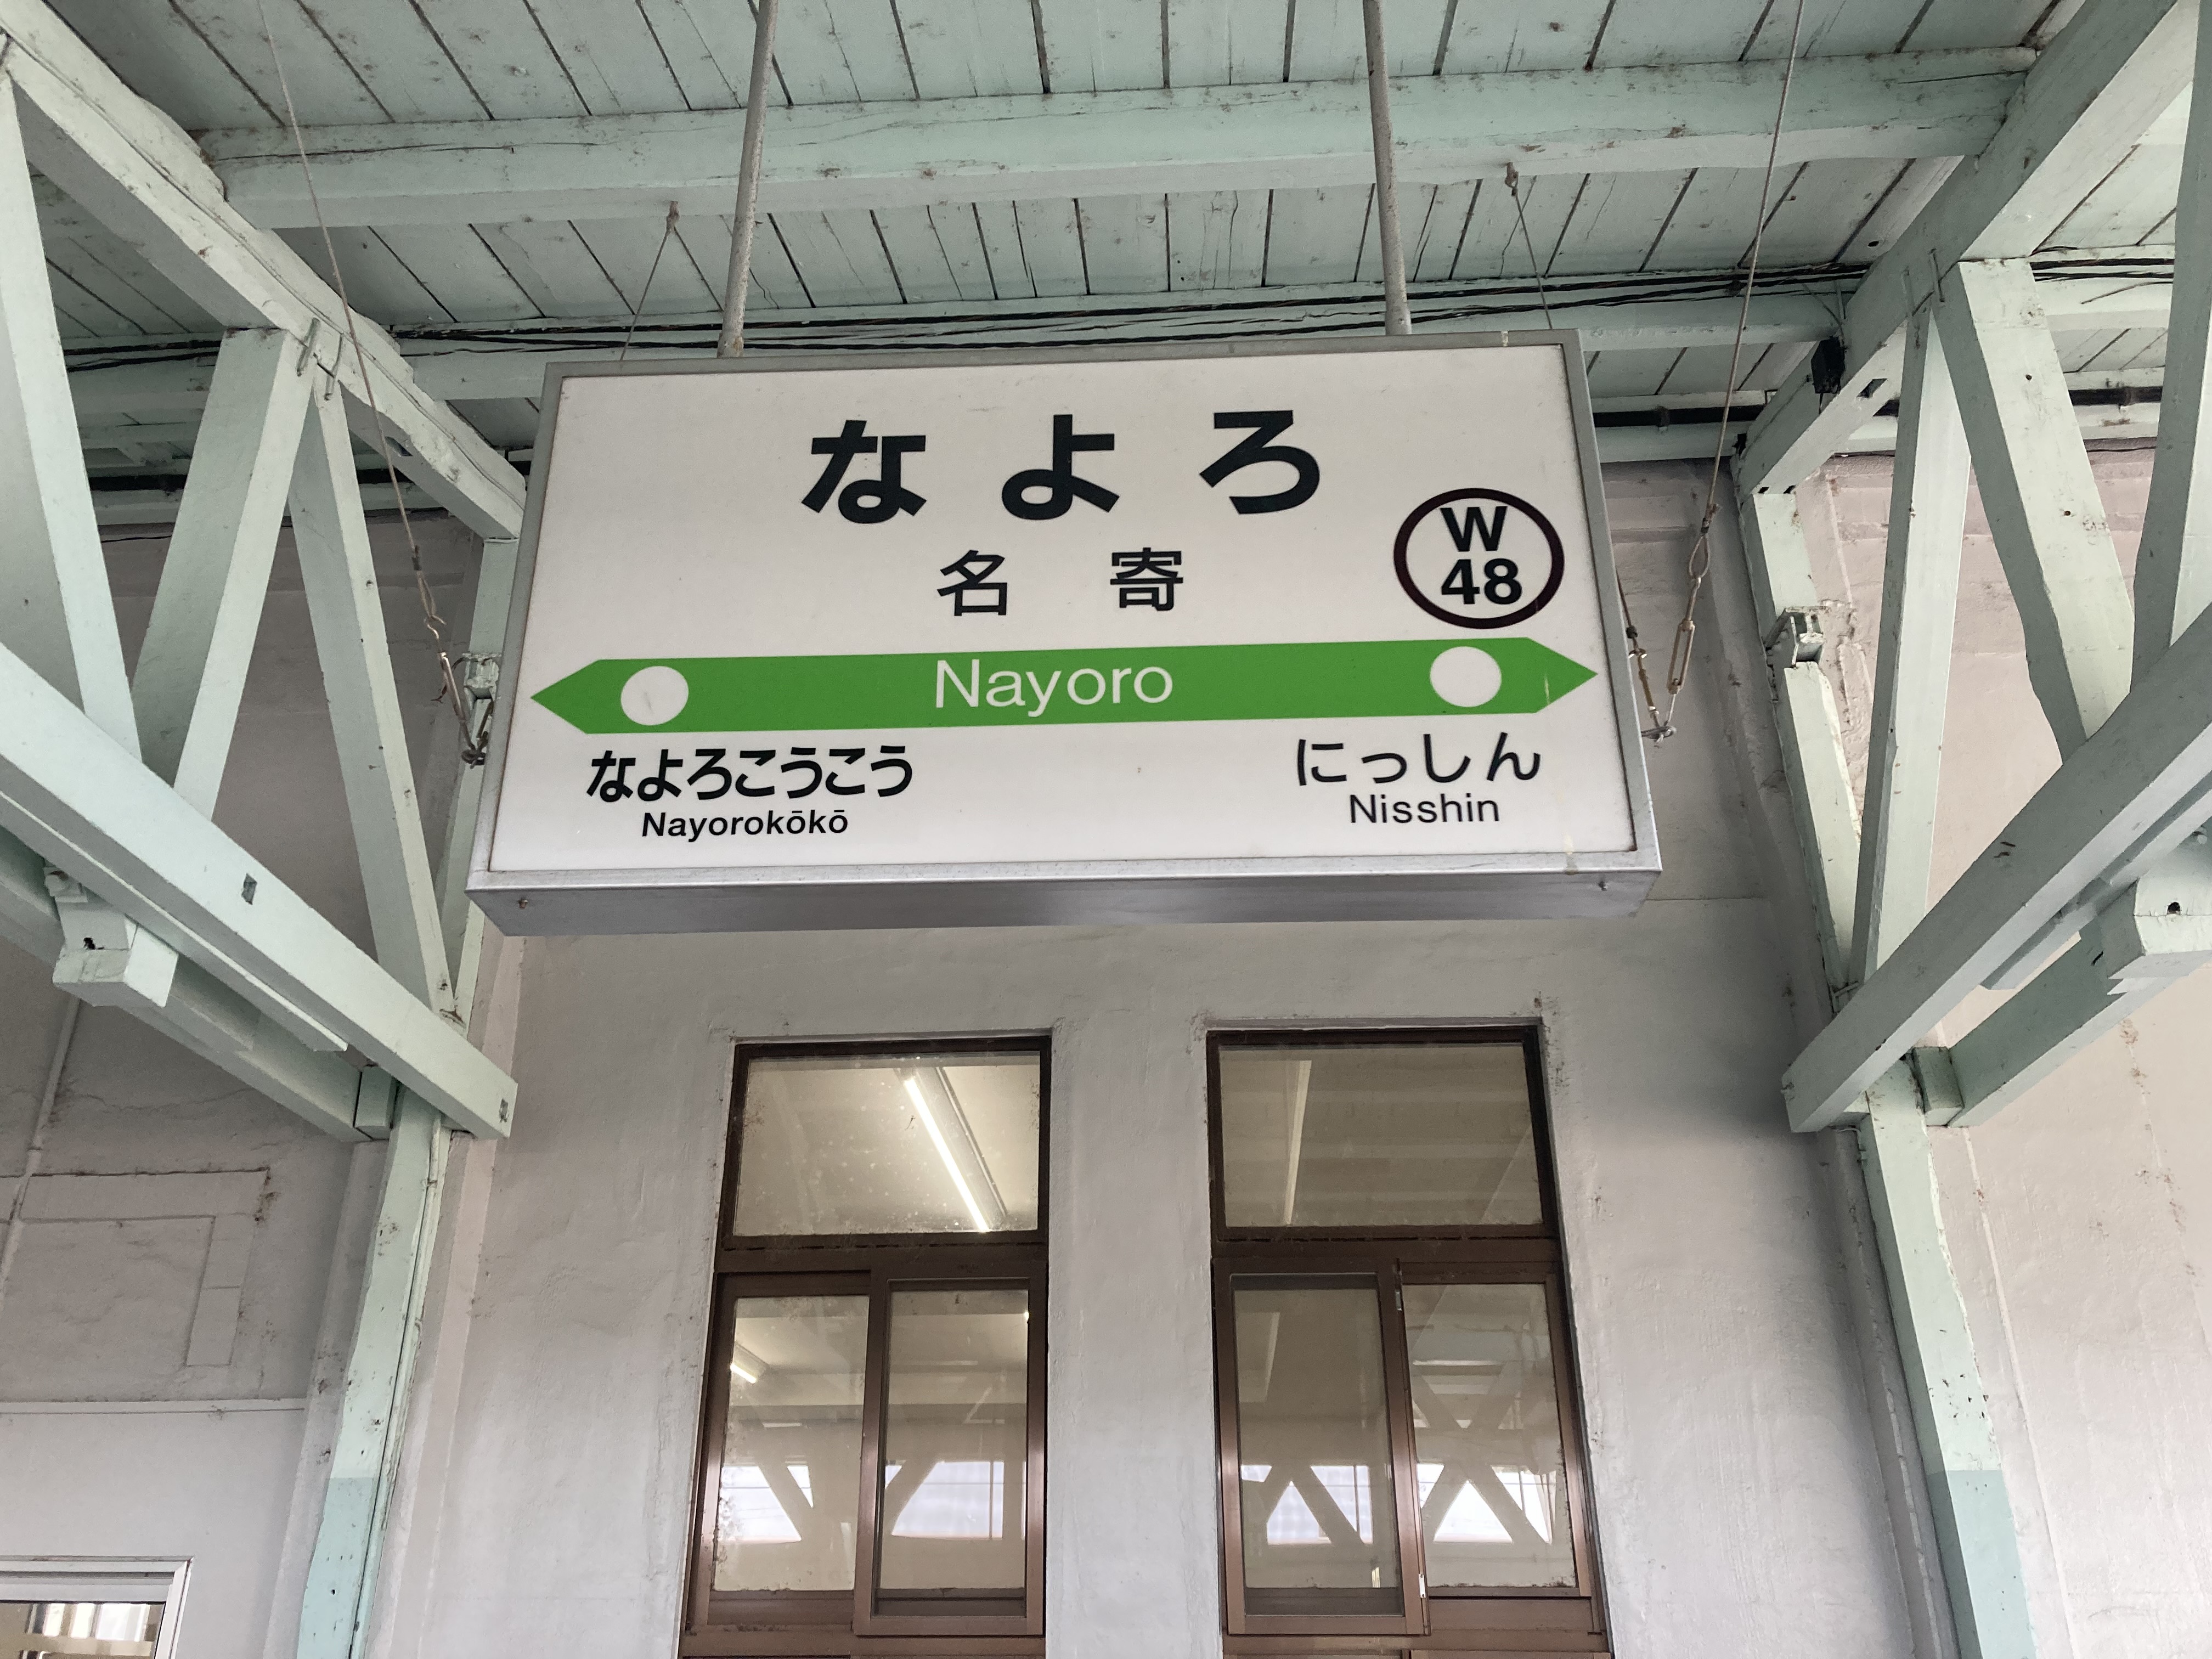 なよろ
名寄
W
48
Nayoro
なよろこうこう
Nayorokōkō
にっしん
Nisshin